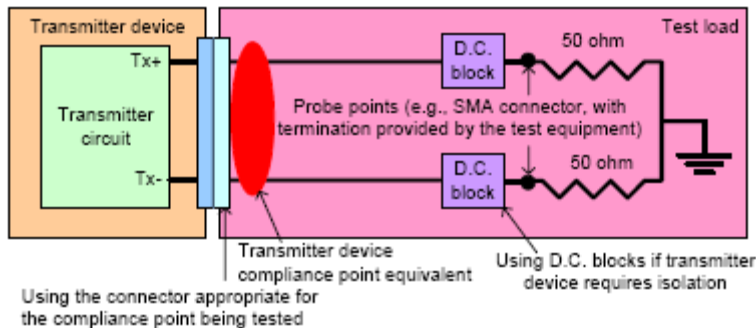 Transmitter device
Test load
Tx+
D.C.
block
50 ohm
Transmitter
circuit
Probe points (e.g., SMA connector, with
termination provided by the test equipment)
Tx-
D.C.
block
50 ohm
Transmitter device
compliance point equivalent
Using D.C. blocks if transmitter
device requires isolation
Using the connector appropriate for
the compliance point being tested